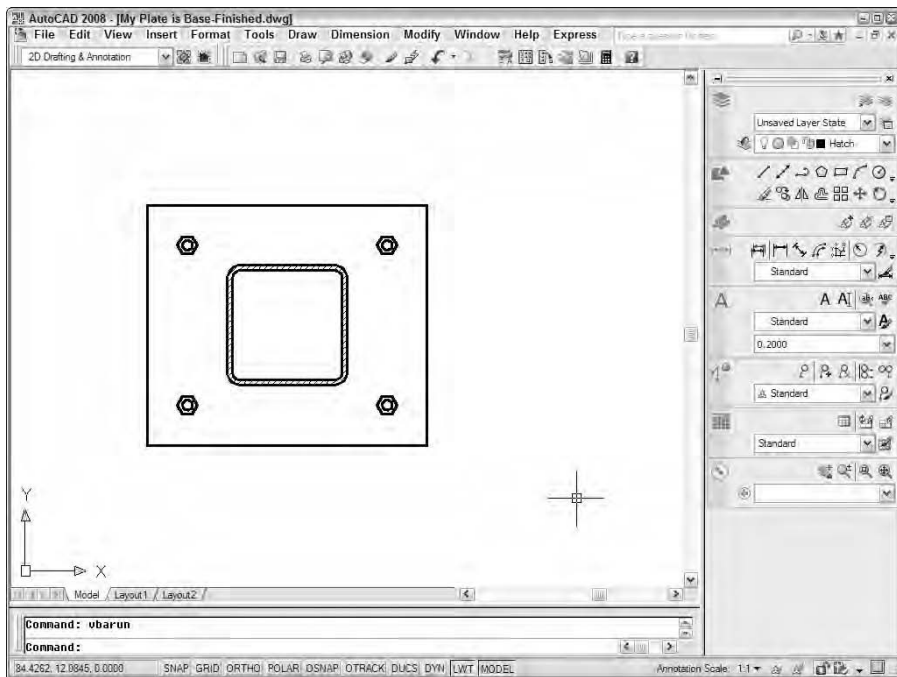 AutoCAD 2008 - [My Plate is Base-Finished.dwg]
File Edit View Insert Format Tools Draw Dimension Modify Window Help Express
2D Drafting & Annotation
Unsaved Layer State
Hatch
Standard
A A ABC
Standard
0.2000
Standard
Standard
Y
X
Model Layout1 Layout2
Command: vbarun
Command:
84.4262, 12.0845, 0.0000 SNAP GRID ORTHO POLAR OSNAP OTRACK DUCS DYN LWT MODEL Annotation Scale: 1:1